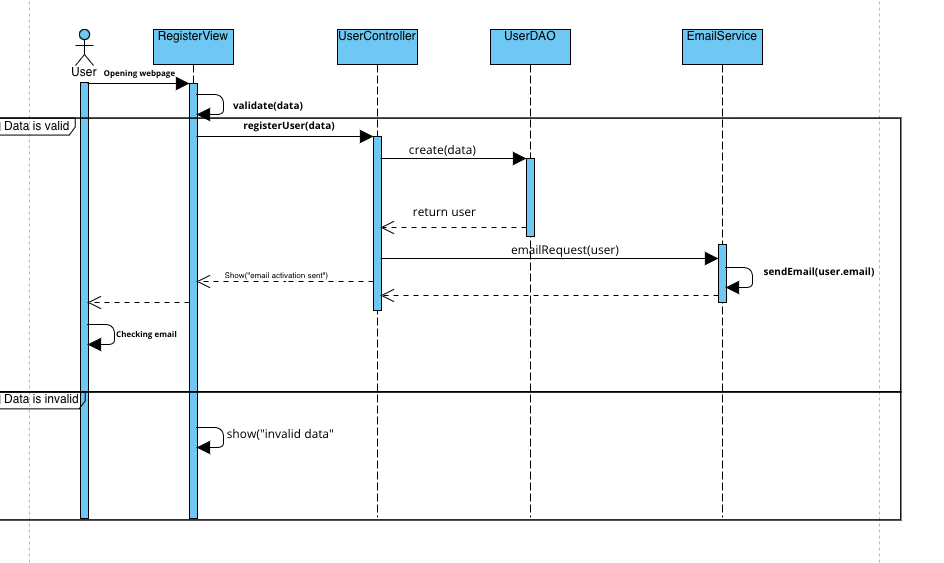 RegisterView
UserController
UserDAO
EmailService
User
Opening webpage
validate(data)
Data is valid
registerUser(data)
create(data)
return user
emailRequest(user)
sendEmail(user.email)
Show("email activation sent")
Checking email
Data is invalid
show("invalid data"